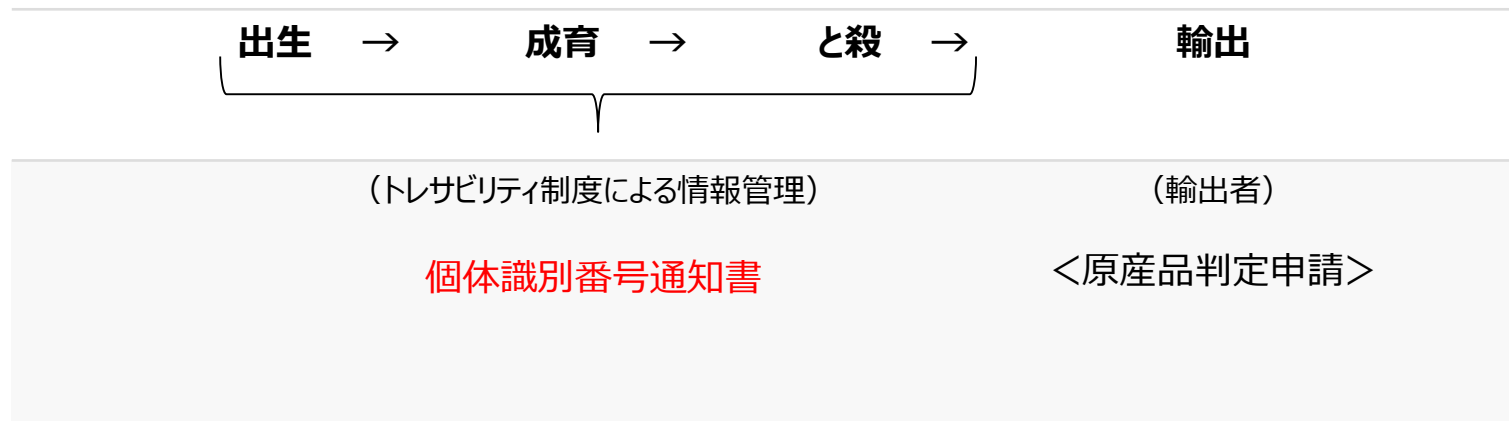 出生 → 成育 → と殺 → 輸出
（トレサビリティ制度による情報管理） （輸出者）
個体識別番号通知書 ＜原産品判定申請＞